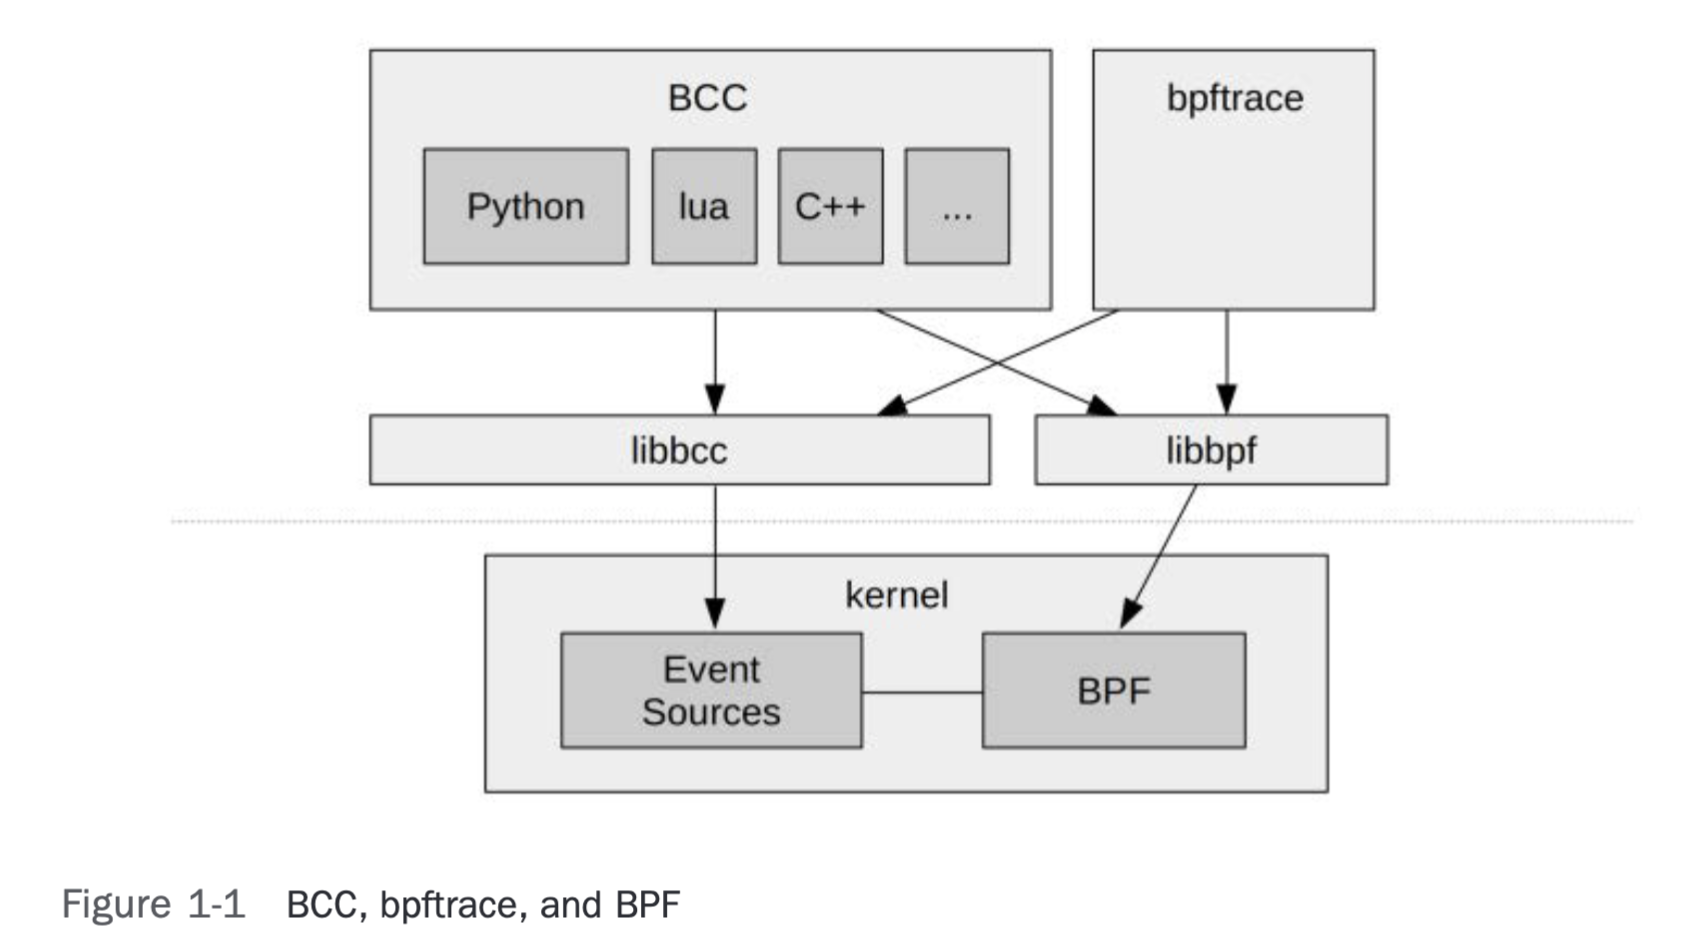 BCC
bpftrace
Python
lua
C++
...
libbcc
libbpf
kernel
Event
Sources
BPF
Figure 1-1 BCC, bpftrace, and BPF